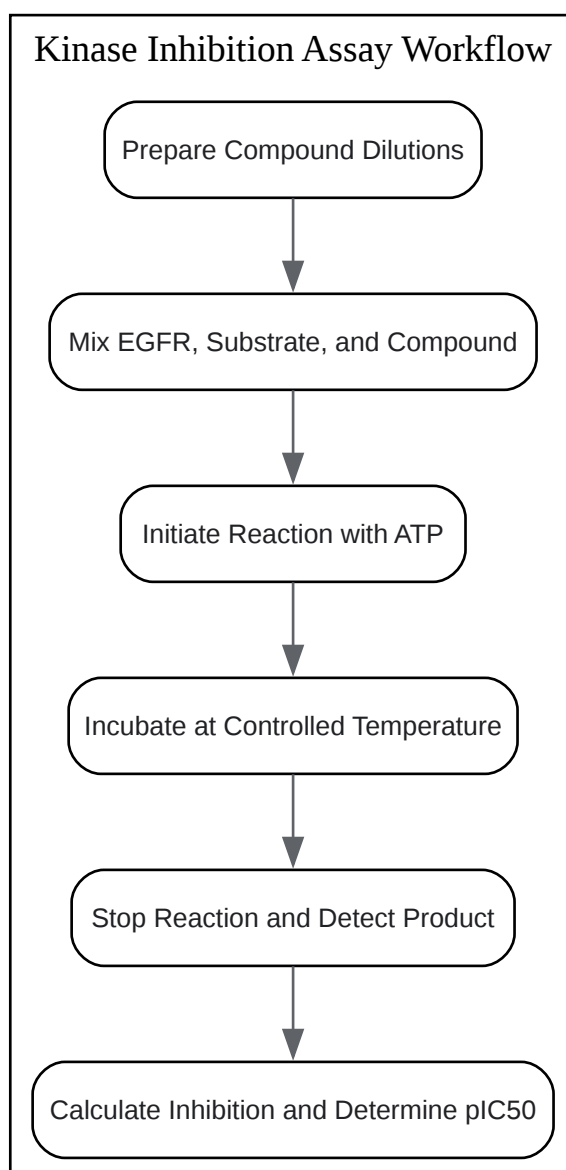 Kinase Inhibition Assay Workflow
Prepare Compound Dilutions
Mix EGFR, Substrate, and Compound
Initiate Reaction with ATP
Incubate at Controlled Temperature
Stop Reaction and Detect Product
Calculate Inhibition and Determine pIC50